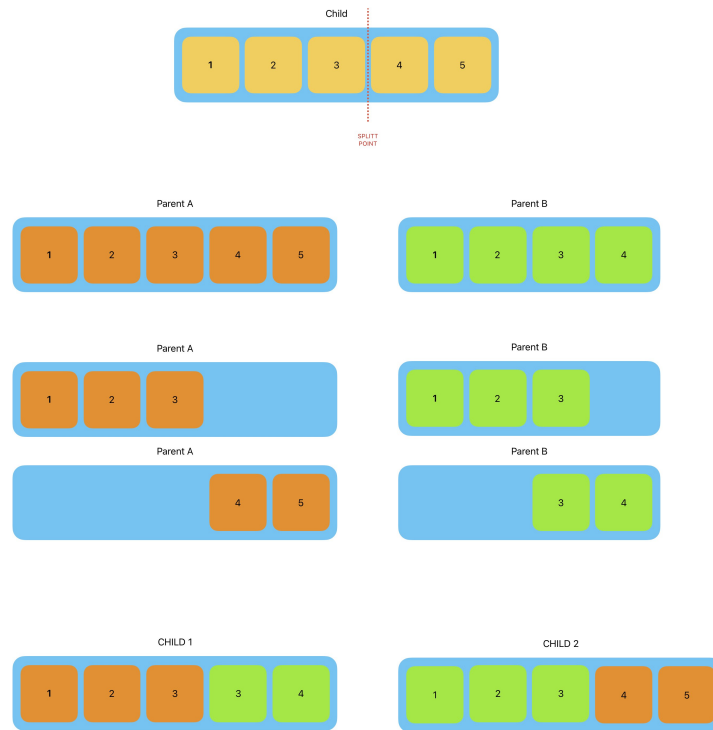 Child
1 2 3 4 5
SPLITT
POINT
Parent A
1 2 3 4 5
Parent B
1 2 3 4
Parent A
1 2 3
Parent B
1 2 3
Parent A
4 5
Parent B
3 4
CHILD 1
1 2 3 3 4
CHILD 2
1 2 3 4 5